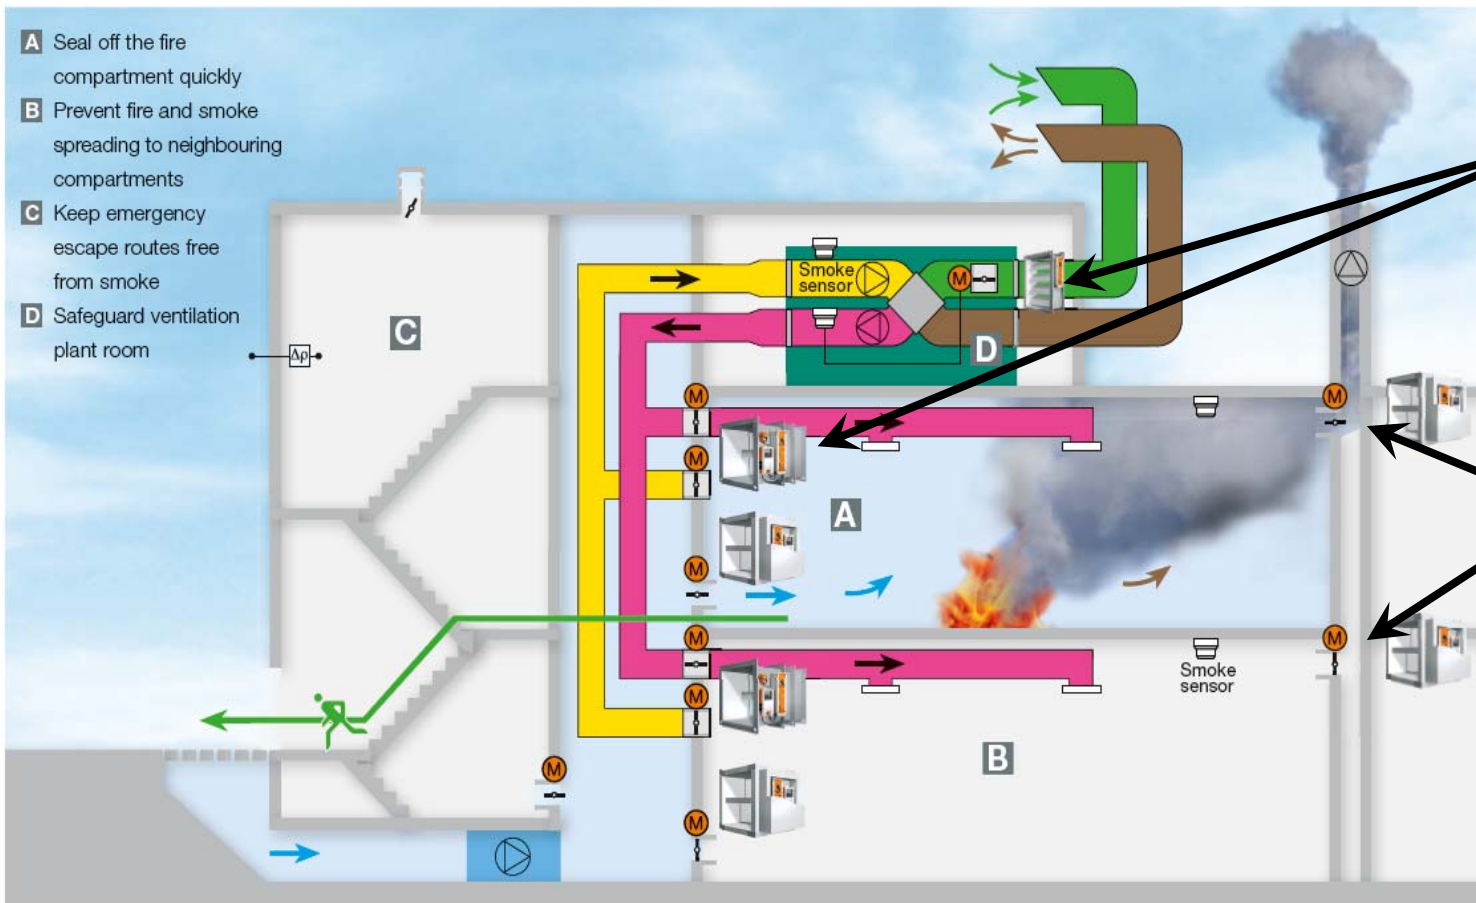 A Seal off the fire
compartment quickly
B Prevent fire and smoke
spreading to neighbouring
compartments
C Keep emergency
escape routes free
from smoke
D Safeguard ventilation
plant room
Smoke
sensor
M
C
Δρ
D
M
M
M
A
M
M
Smoke
sensor
M
M
M
B
M
M